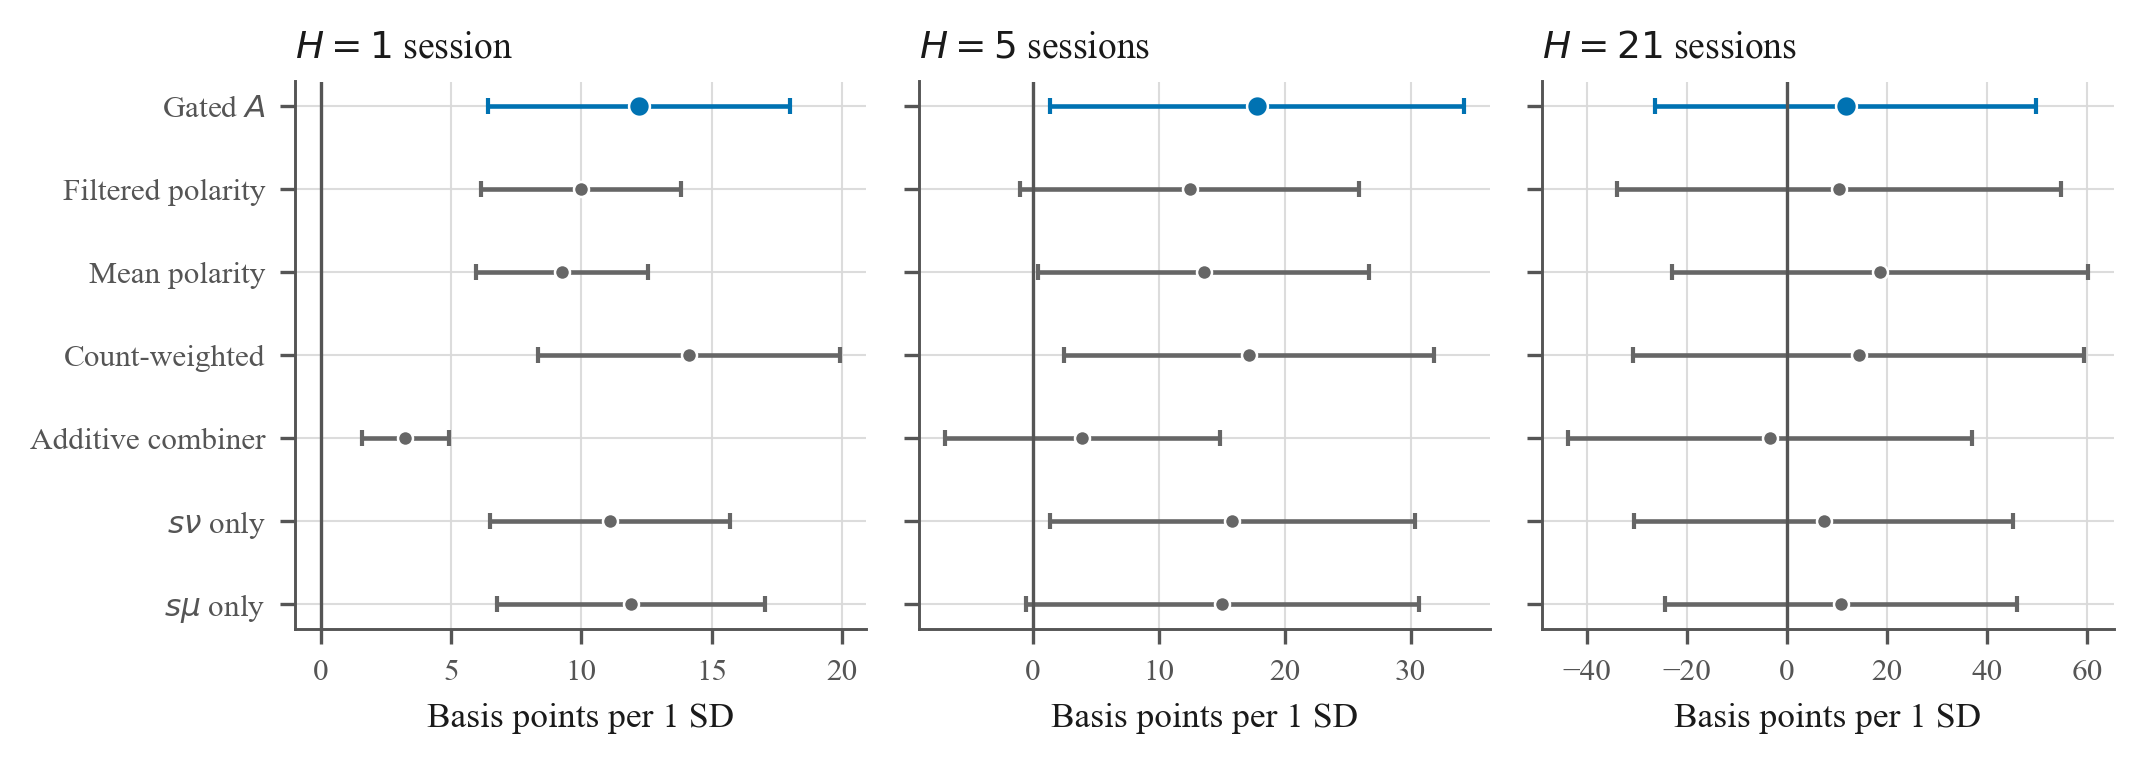 H = 1 session
H = 5 sessions
H = 21 sessions
Gated A
Filtered polarity
Mean polarity
Count-weighted
Additive combiner
sν only
sμ only
0 5 10 15 20
0 10 20 30
−40 −20 0 20 40 60
Basis points per 1 SD
Basis points per 1 SD
Basis points per 1 SD